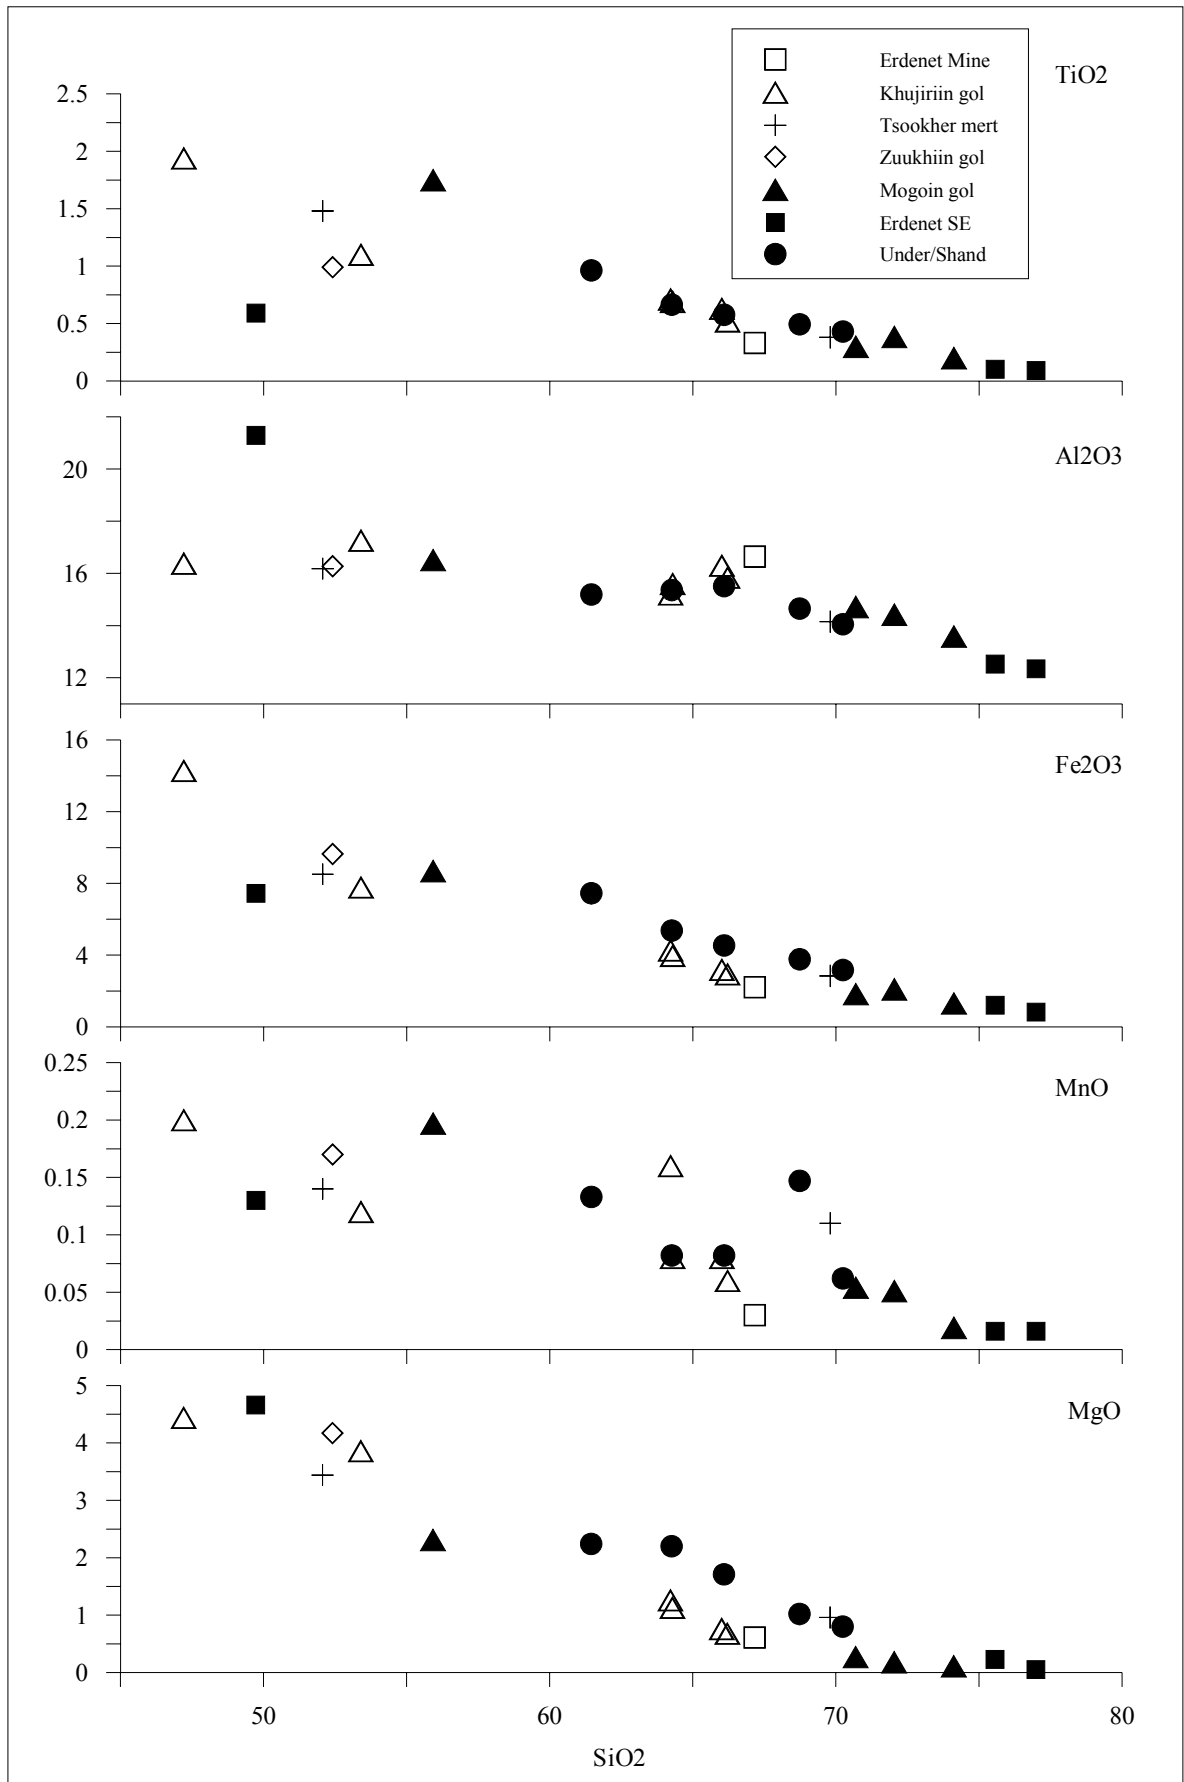 Erdenet Mine
Khujiriin gol
Tsookher mert
Zuukhiin gol
Mogoin gol
Erdenet SE
Under/Shand
TiO2
2.5
2
1.5
1
0.5
0
Al2O3
20
16
12
Fe2O3
16
12
8
4
0
MnO
0.25
0.2
0.15
0.1
0.05
0
MgO
5
4
3
2
1
0
50 60 70 80
SiO2